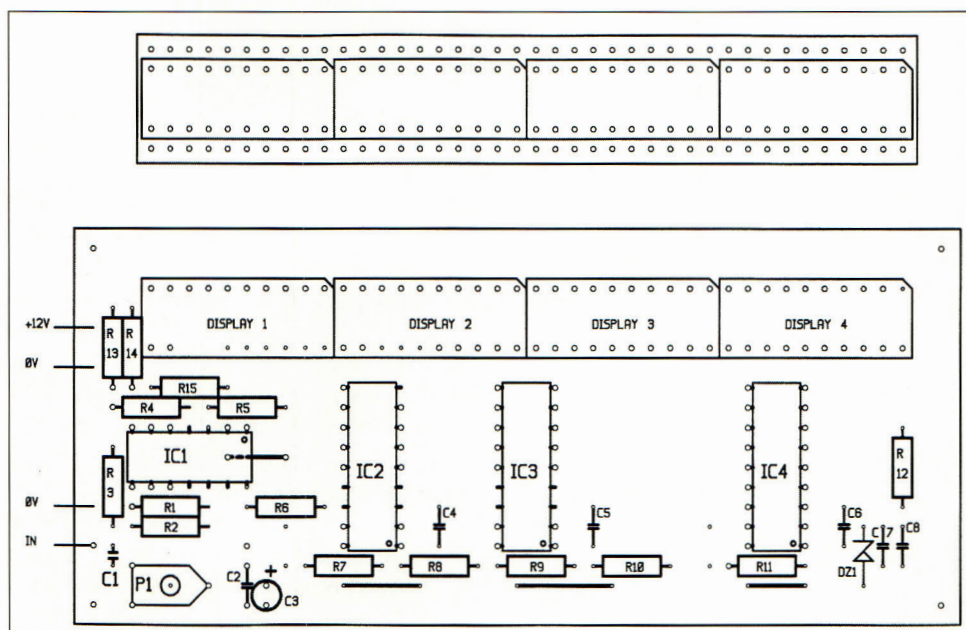 DISPLAY 1 DISPLAY 2 DISPLAY 3 DISPLAY 4
+12V
R 13
R 14
0V
R15
R4 R5
IC1
IC2 IC3 IC4
R 3
R 12
0V
R1 R6
R2
C4 C5 C6
C7 C8
IN
C1
R7 R8 R9 R10 R11
DZ1
P1
C2
+
C3